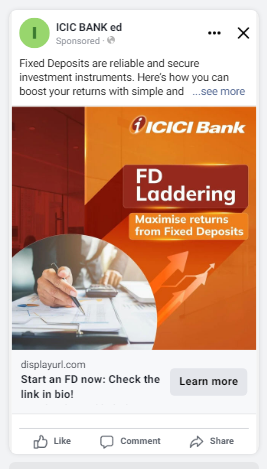 I
ICIC BANK ed
Sponsored ·
Fixed Deposits are reliable and secure
investment instruments. Here's how you can
boost your returns with simple and ...see more
ICICI Bank
FD
Laddering
Maximise returns
from Fixed Deposits
displayurl.com
Start an FD now: Check the
link in bio!
Learn more
Like Comment Share